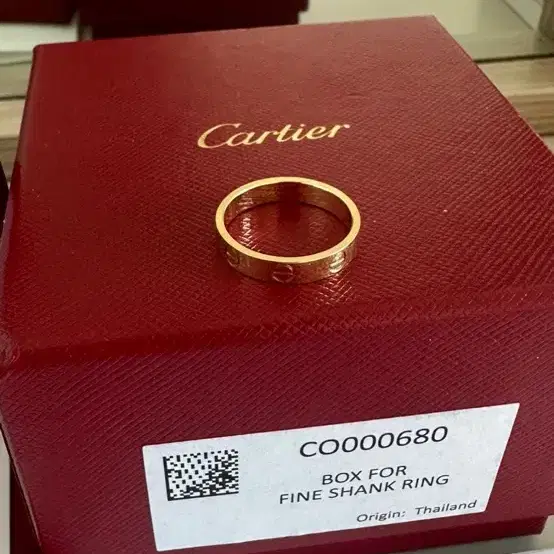 Cartier
CO000680
BOX FOR
FINE SHANK RING
Origin: Thailand